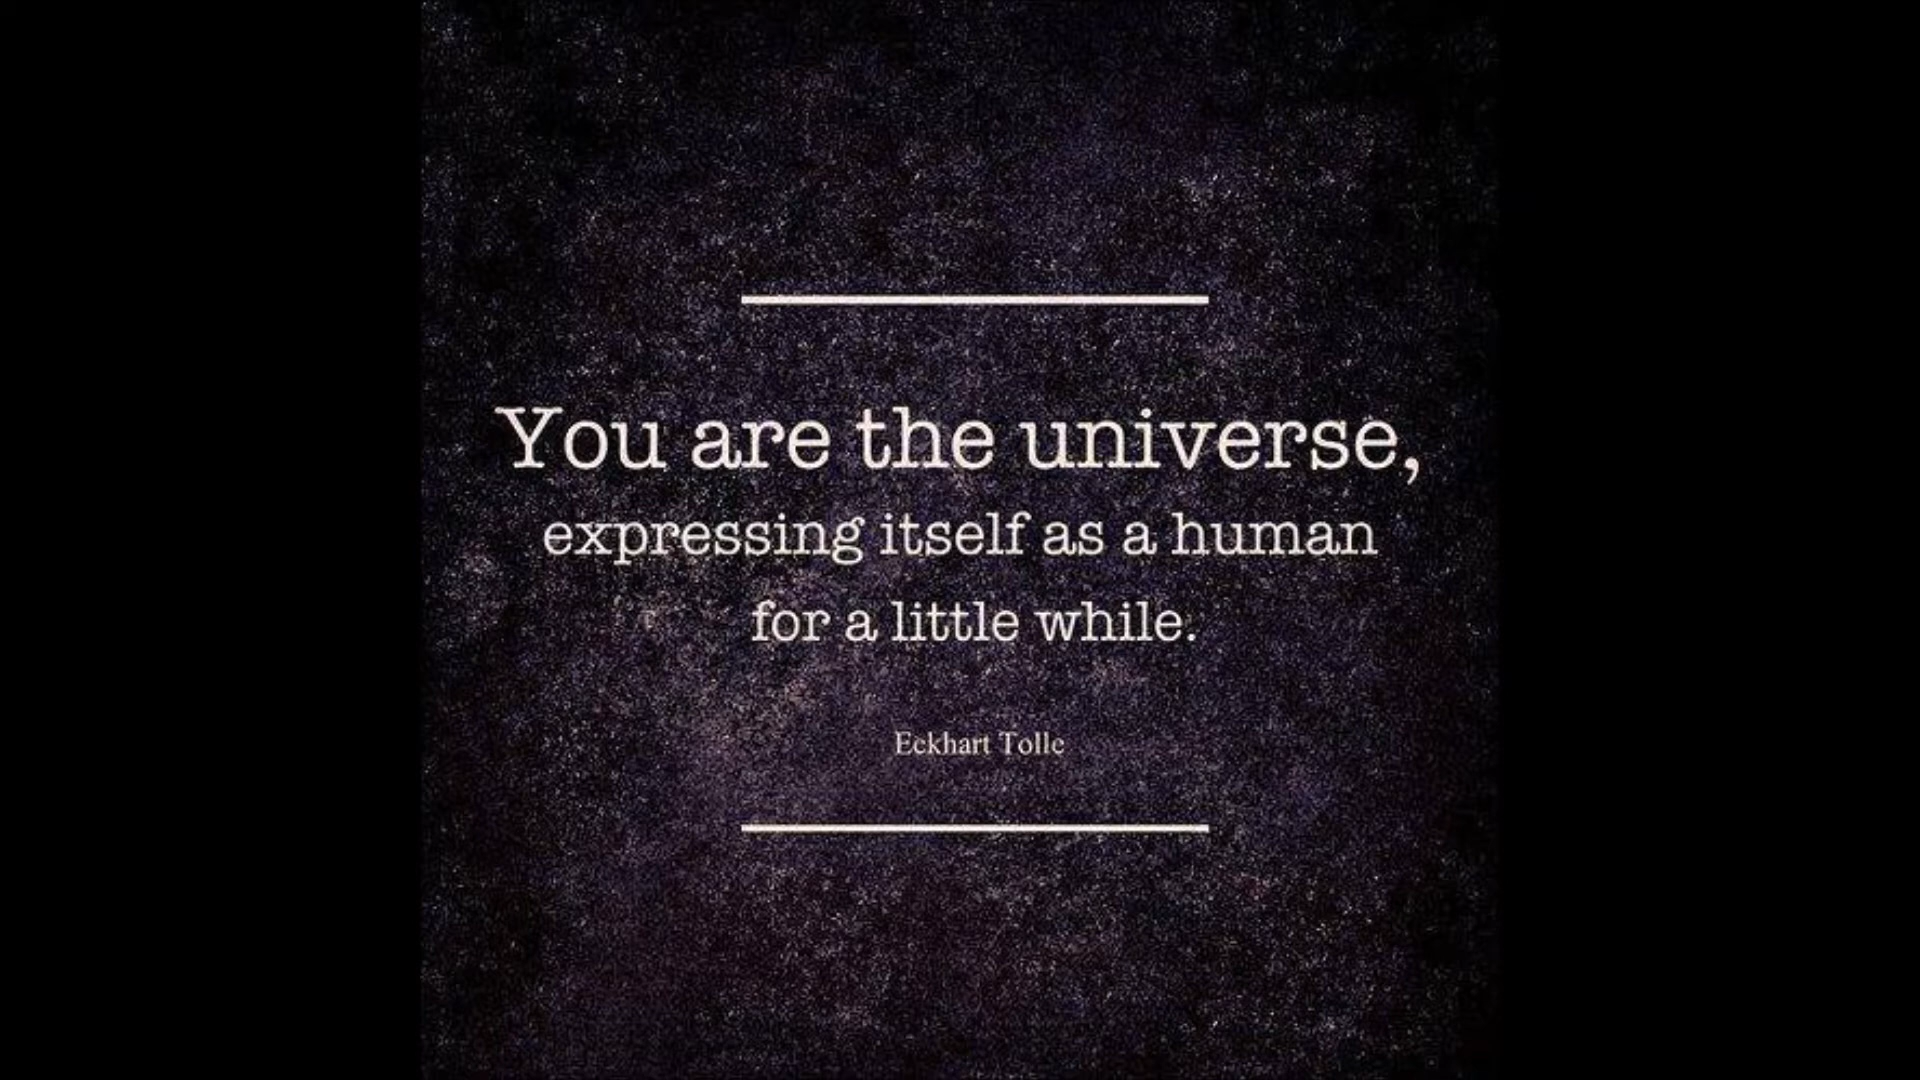 You are the universe,
expressing itself as a human
for a little while.
Eckhart Tolle